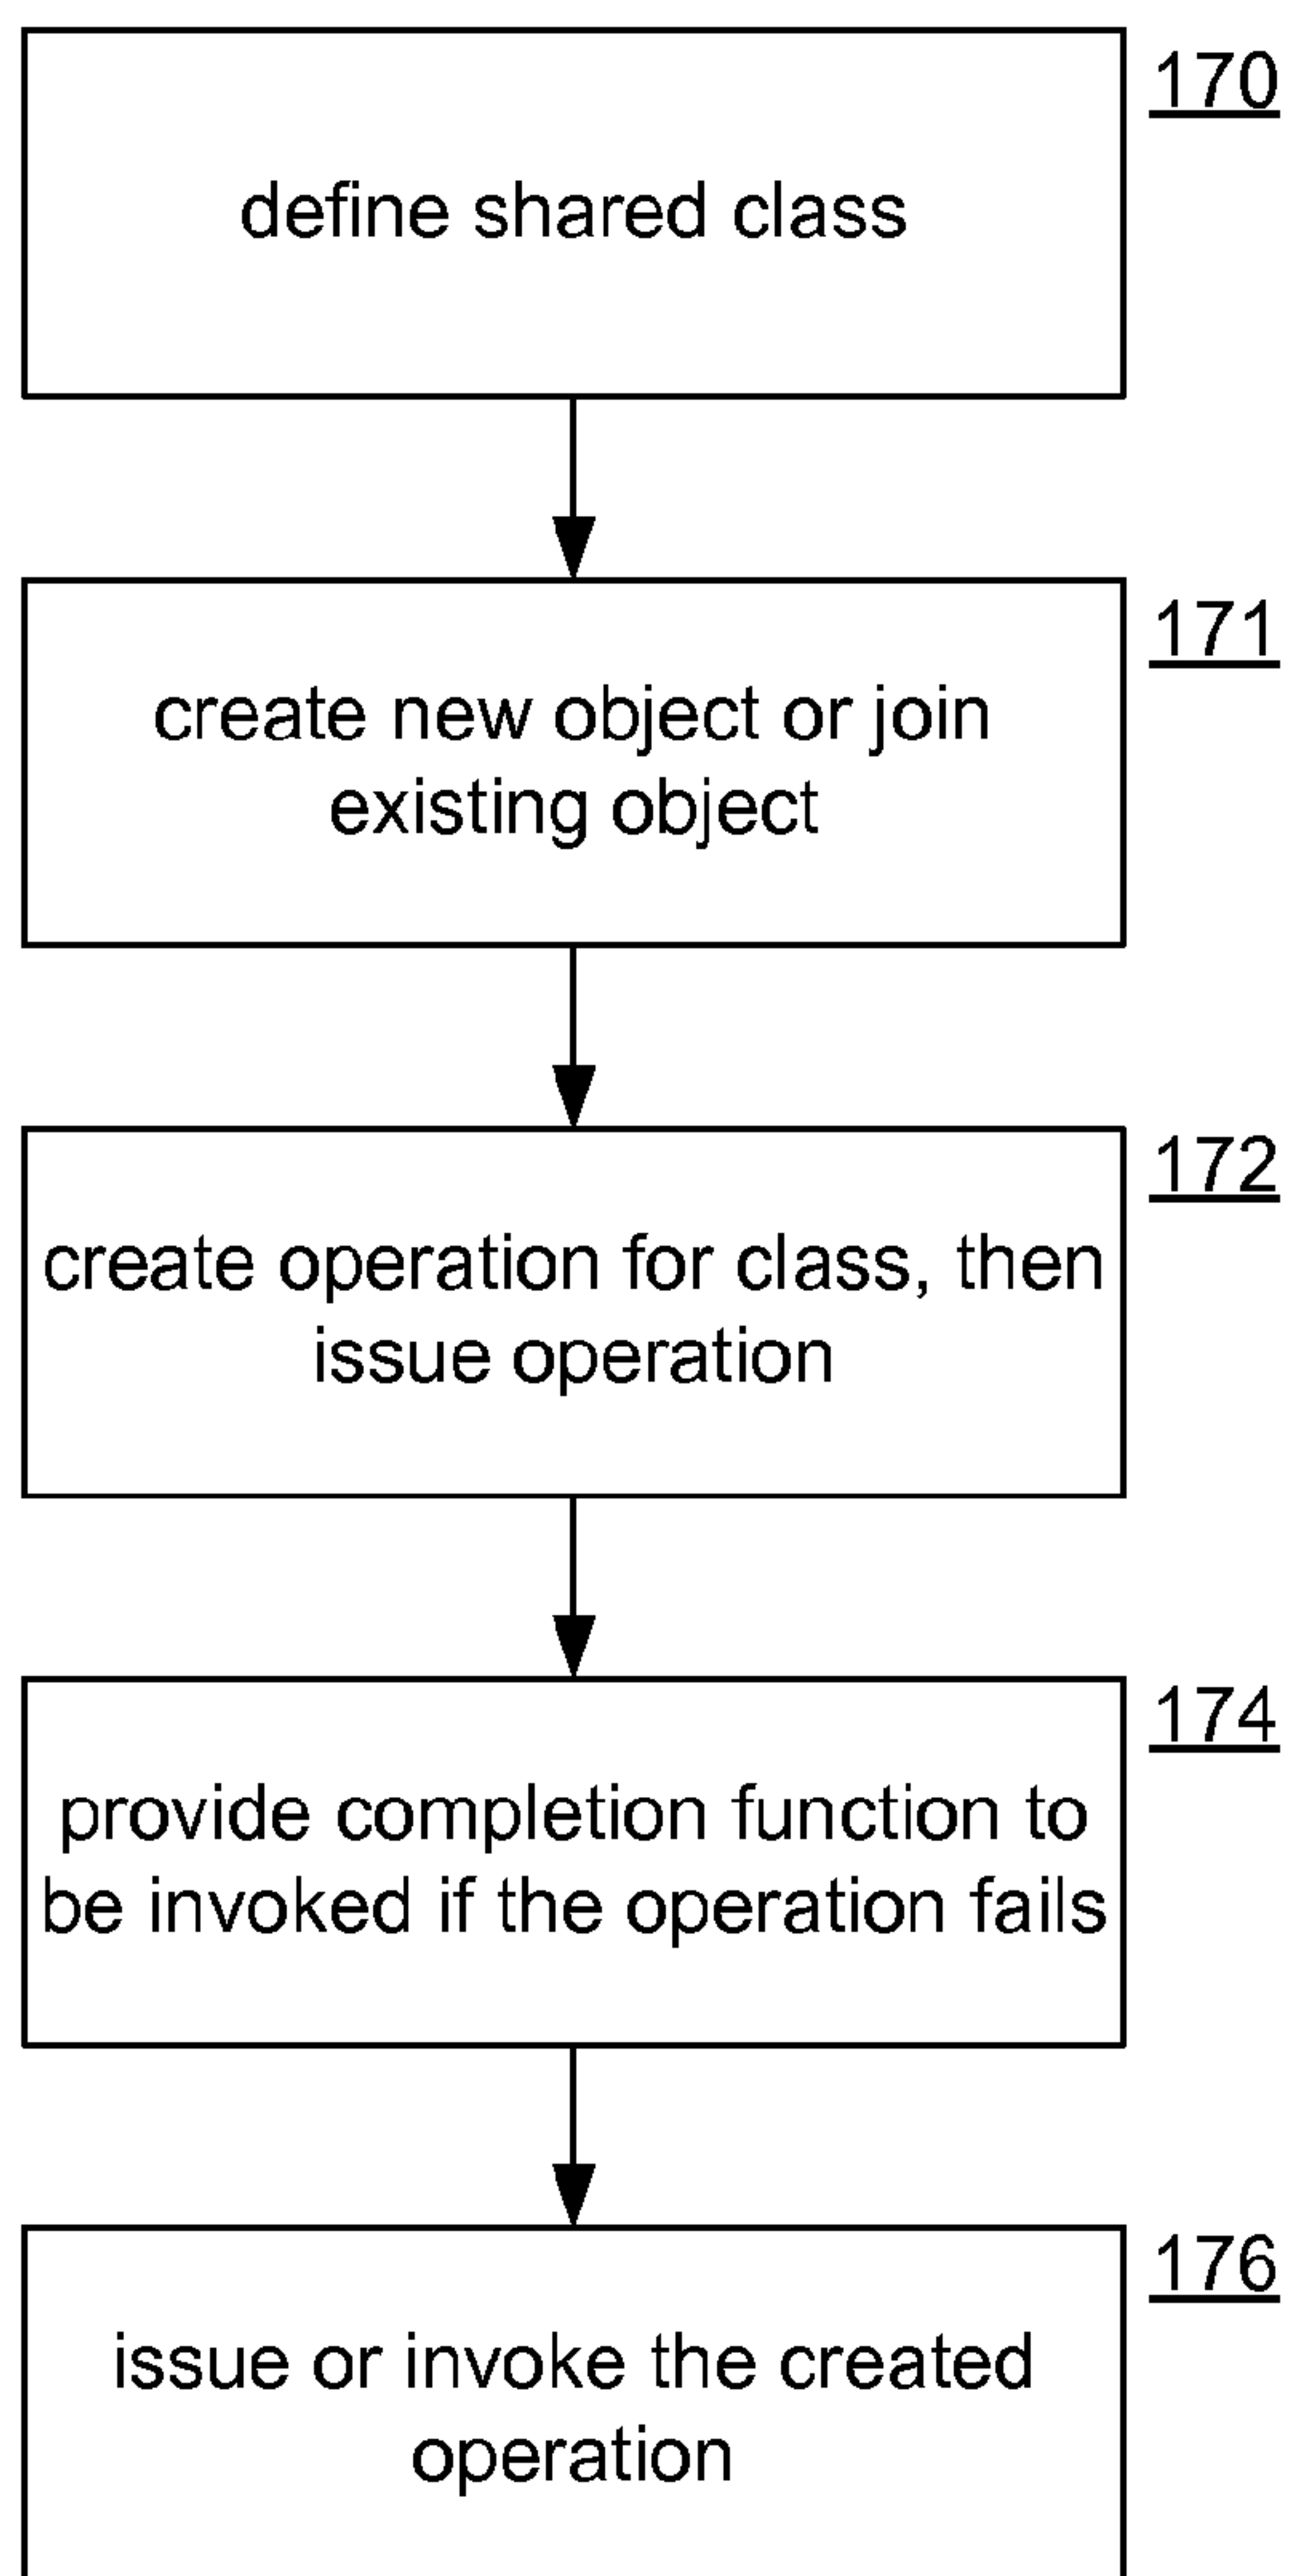 170
define shared class
171
create new object or join
existing object
172
create operation for class, then
issue operation
174
provide completion function to
be invoked if the operation fails
176
issue or invoke the created
operation